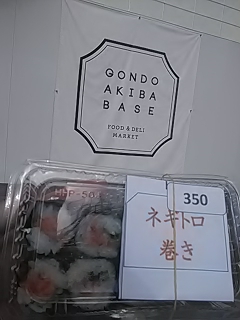 GONDO
AKIBA
BASE
FOOD & DELI
MARKET
350
ネギトロ
巻き